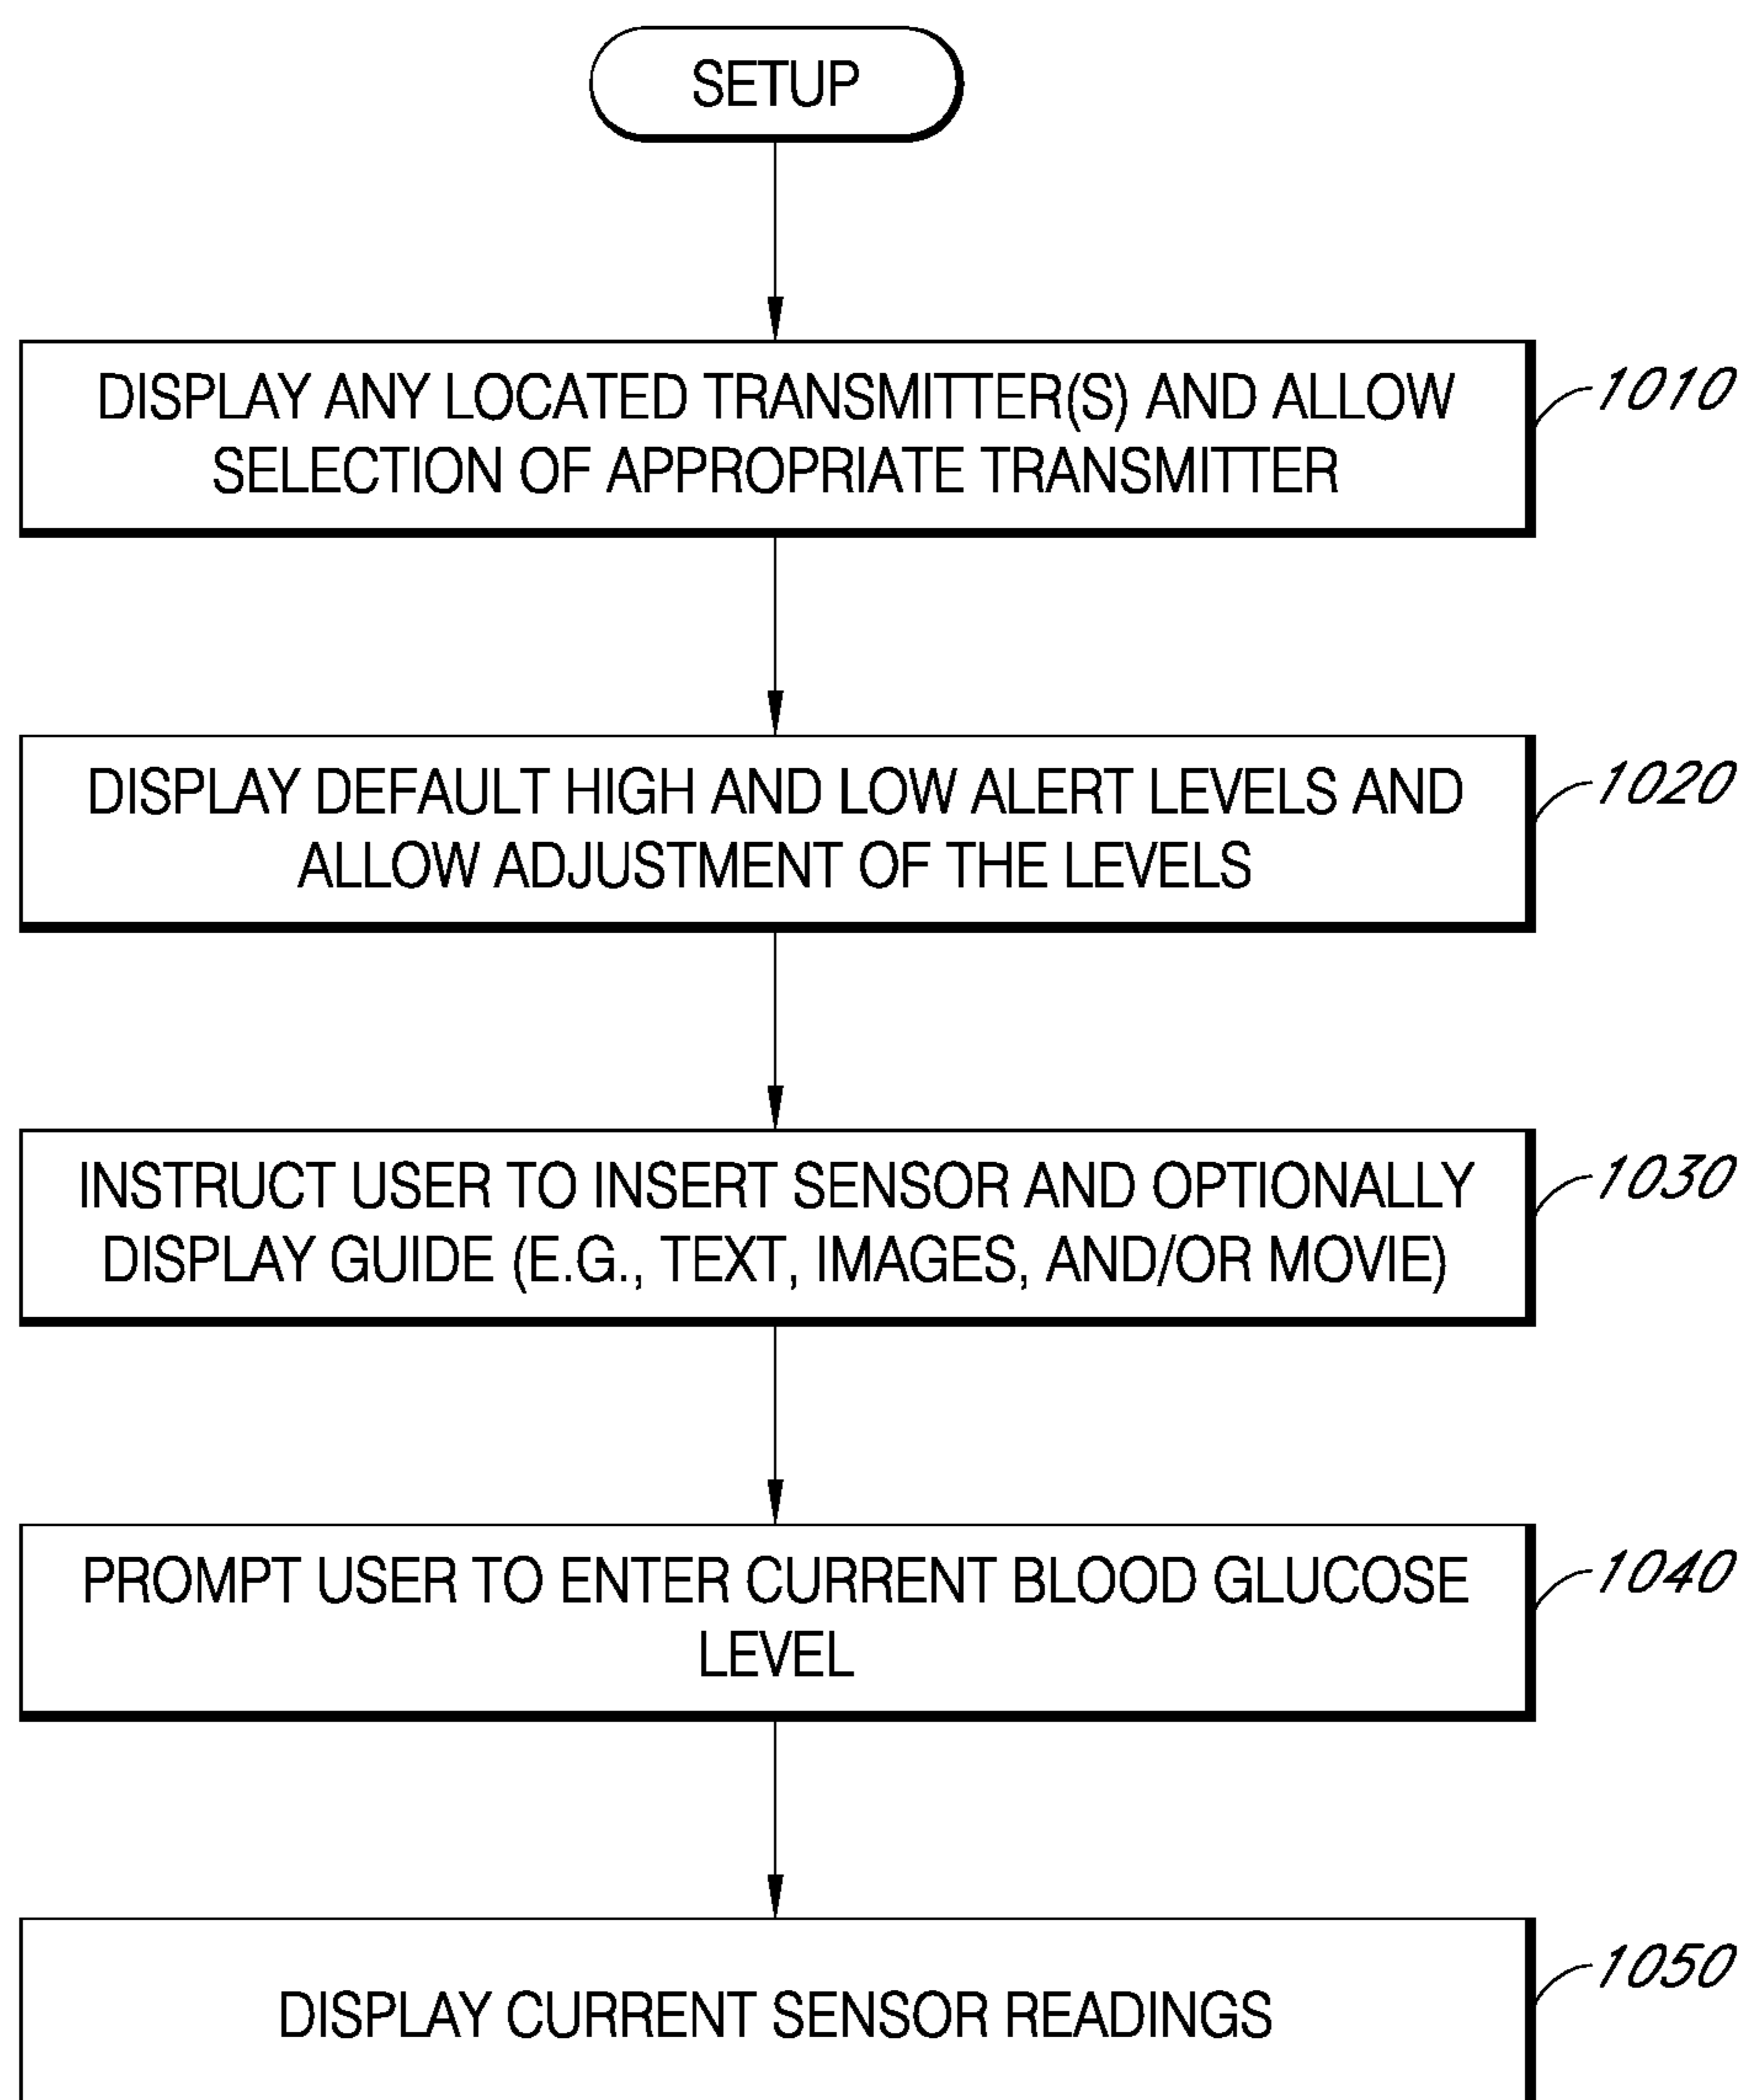 SETUP
DISPLAY ANY LOCATED TRANSMITTER(S) AND ALLOW
SELECTION OF APPROPRIATE TRANSMITTER
1010
DISPLAY DEFAULT HIGH AND LOW ALERT LEVELS AND
ALLOW ADJUSTMENT OF THE LEVELS
1020
INSTRUCT USER TO INSERT SENSOR AND OPTIONALLY
DISPLAY GUIDE (E.G., TEXT, IMAGES, AND/OR MOVIE)
1030
PROMPT USER TO ENTER CURRENT BLOOD GLUCOSE
LEVEL
1040
DISPLAY CURRENT SENSOR READINGS
1050